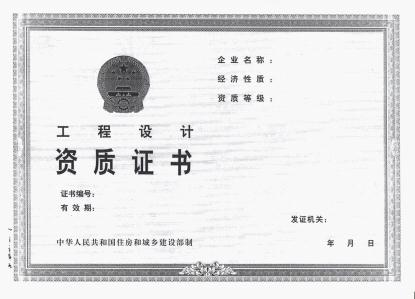 企业名称：
经济性质：
资质等级：
工程设计
资质证书
证书编号：
有效期：
发证机关：
中华人民共和国住房和城乡建设部制
年 月 日